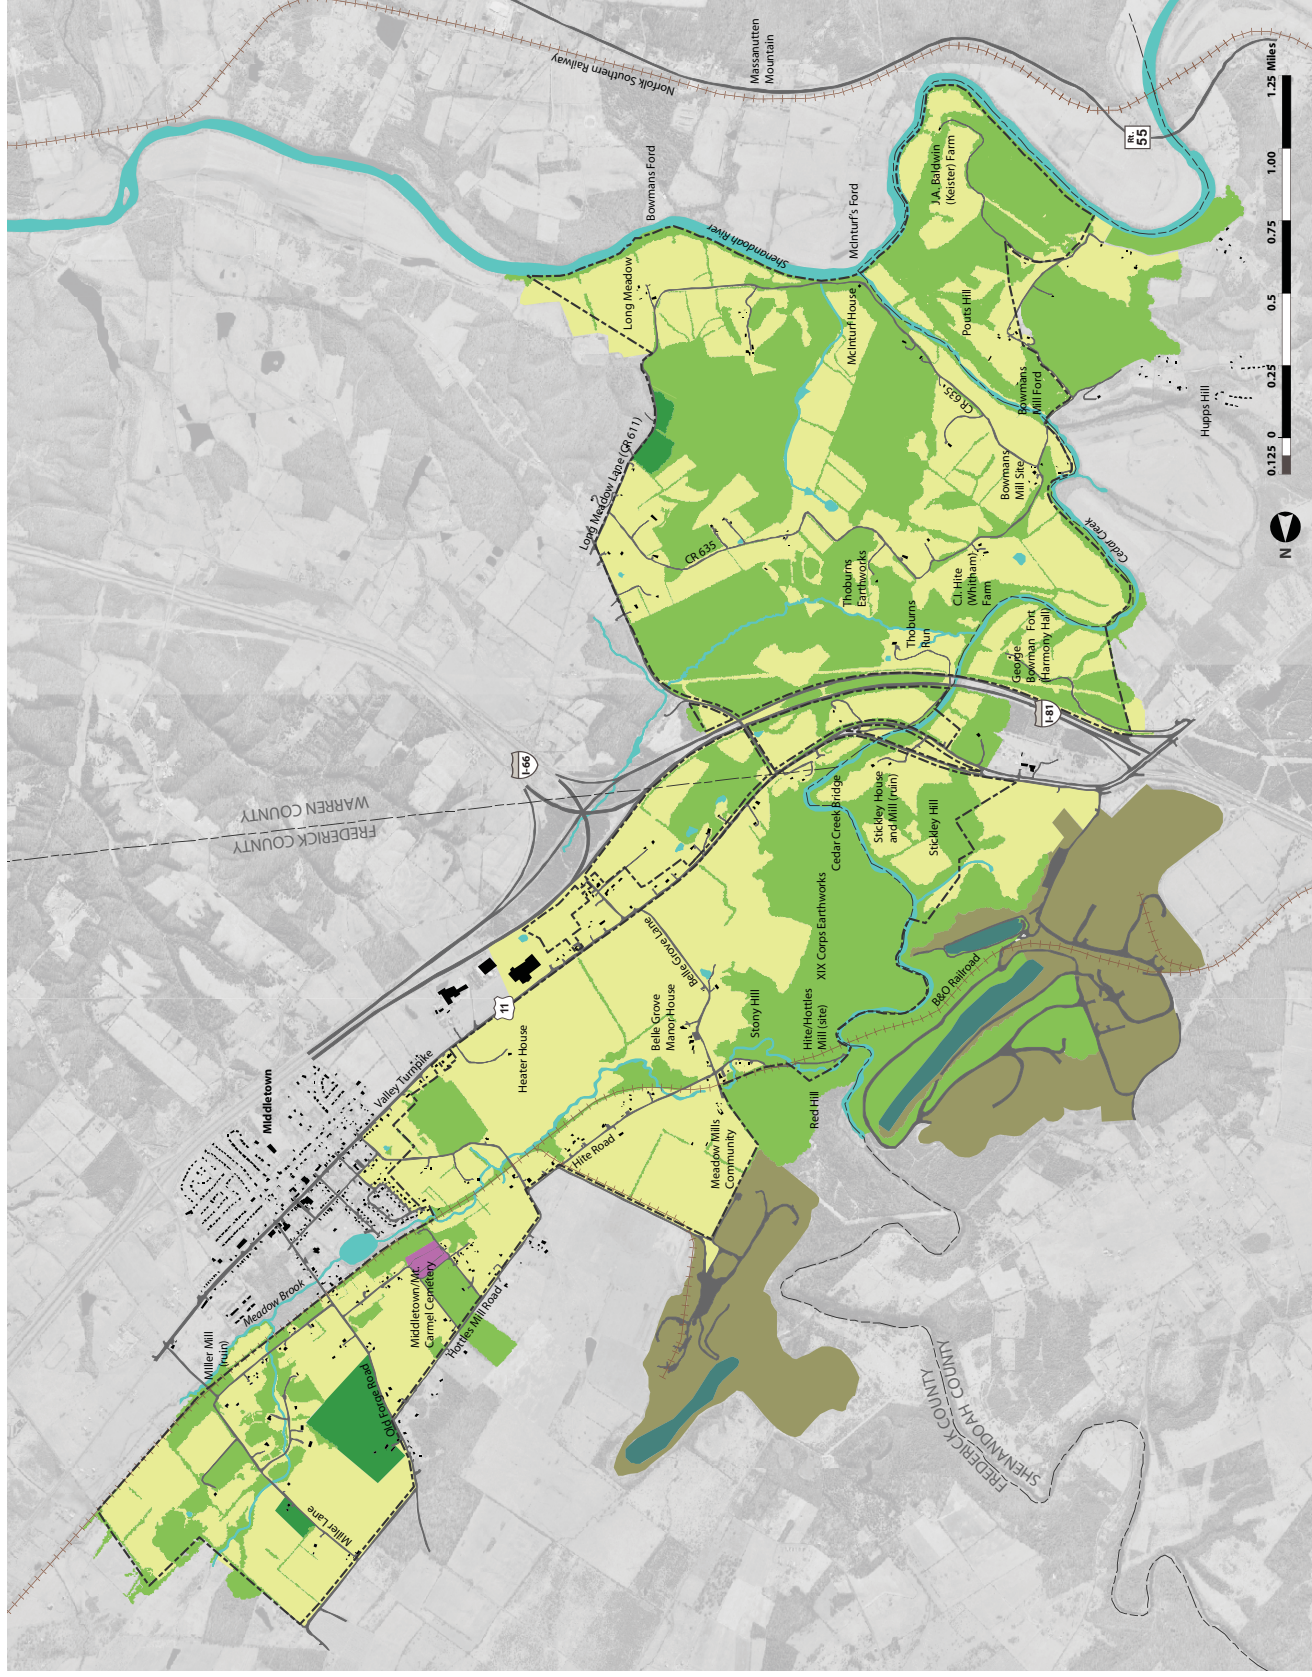 Norfolk Southern Railway
Massanutten
Mountain
Rt.
55
Bowmans Ford
Shenandoah River
McInturf's Ford
J.A. Baldwin
(Keister) Farm
Long Meadow
McInturf House
Pouts Hill
Bowmans
Mill Ford
CR 635
Hupps Hill
Long Meadow Lane (CR 611)
Bowmans
Mill Site
CR 635
Cedar Creek
Thoburns
Earthworks
C.I. Hite
(Whitham)
Farm
Thoburns
Run
George
Bowman Fort
(Harmony Hall)
I-81
I-66
WARREN COUNTY
FREDERICK COUNTY
Cedar Creek Bridge
Stickley House
and Mill (ruin)
Stickley Hill
XIX Corps Earthworks
Belle Grove Lane
B&O Railroad
11
Belle Grove
Manor House
Stony Hill
Hite/Hottles
Mill (site)
Heater House
Valley Turnpike
Middletown
Red Hill
Hite Road
Meadow Mills
Community
Meadow Brook
Middletown/Mt.
Carmel Cemetery
Miller Mill
(ruin)
Hottles Mill Road
Old Forge Road
Miller Lane
FREDERICK COUNTY
SHENANDOAH COUNTY
N
0.125 0 0.25 0.5 0.75 1.00 1.25 Miles